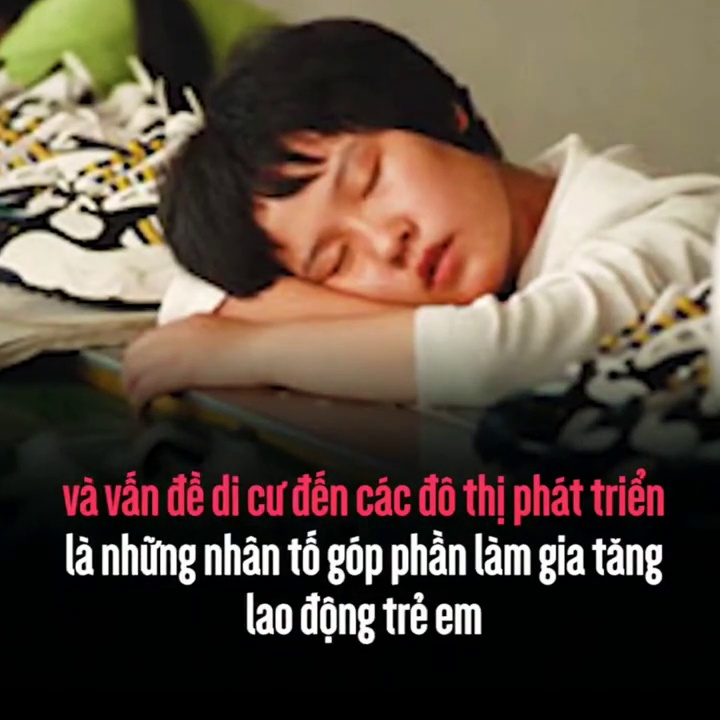 và vấn đề di cư đến các đô thị phát triển
là những nhân tố góp phần làm gia tăng
lao động trẻ em